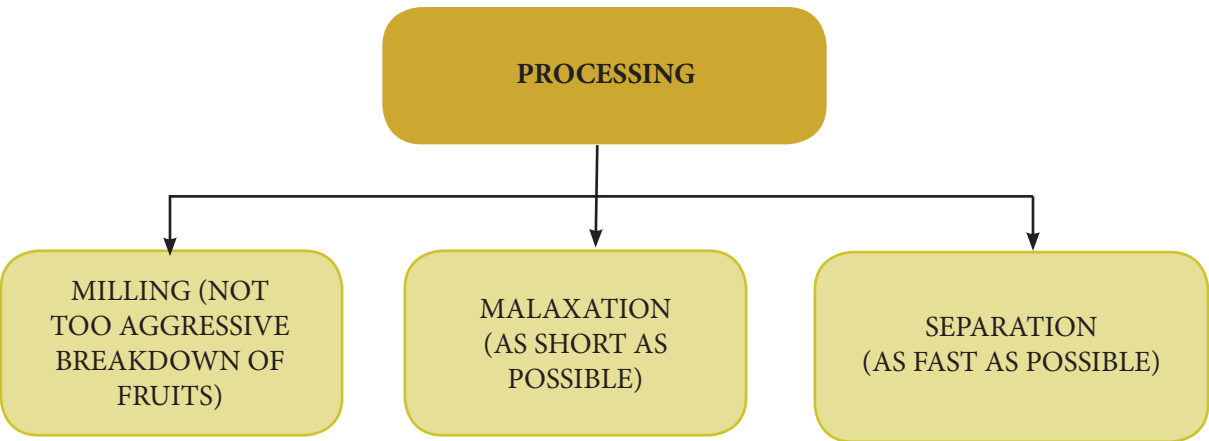 PROCESSING
MILLING (NOT
TOO AGGRESSIVE
BREAKDOWN OF
FRUITS)
MALAXATION
(AS SHORT AS
POSSIBLE)
SEPARATION
(AS FAST AS POSSIBLE)